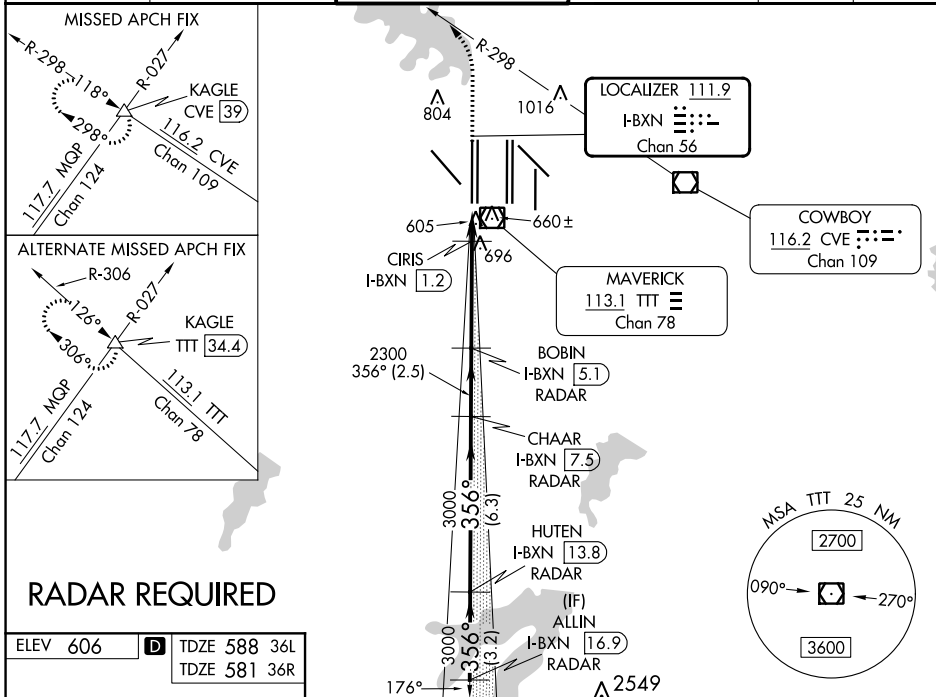 MISSED APCH FIX
R-298
118°
R-027
KAGLE
CVE 39
298°
116.2 CVE
Chan 109
117.7 MQP
Chan 124
ALTERNATE MISSED APCH FIX
R-306
126°
R-027
KAGLE
TTT 34.4
306°
113.1 TTT
Chan 78
117.7 MQP
Chan 124
RADAR REQUIRED
ELEV 606
D
TDZE 588 36L
TDZE 581 36R
R-298
804
1016
LOCALIZER 111.9
I-BXN
Chan 56
COWBOY
116.2 CVE
Chan 109
605
660±
696
CIRIS
I-BXN 1.2
MAVERICK
113.1 TTT
Chan 78
2300
356° (2.5)
BOBIN
I-BXN 5.1
RADAR
CHAAR
I-BXN 7.5
RADAR
3000
356°
(6.3)
HUTEN
I-BXN 13.8
RADAR
(IF)
ALLIN
I-BXN 16.9
RADAR
3000
356°
(3.2)
176°
2549
MSA TTT 25 NM
2700
090°
270°
3600